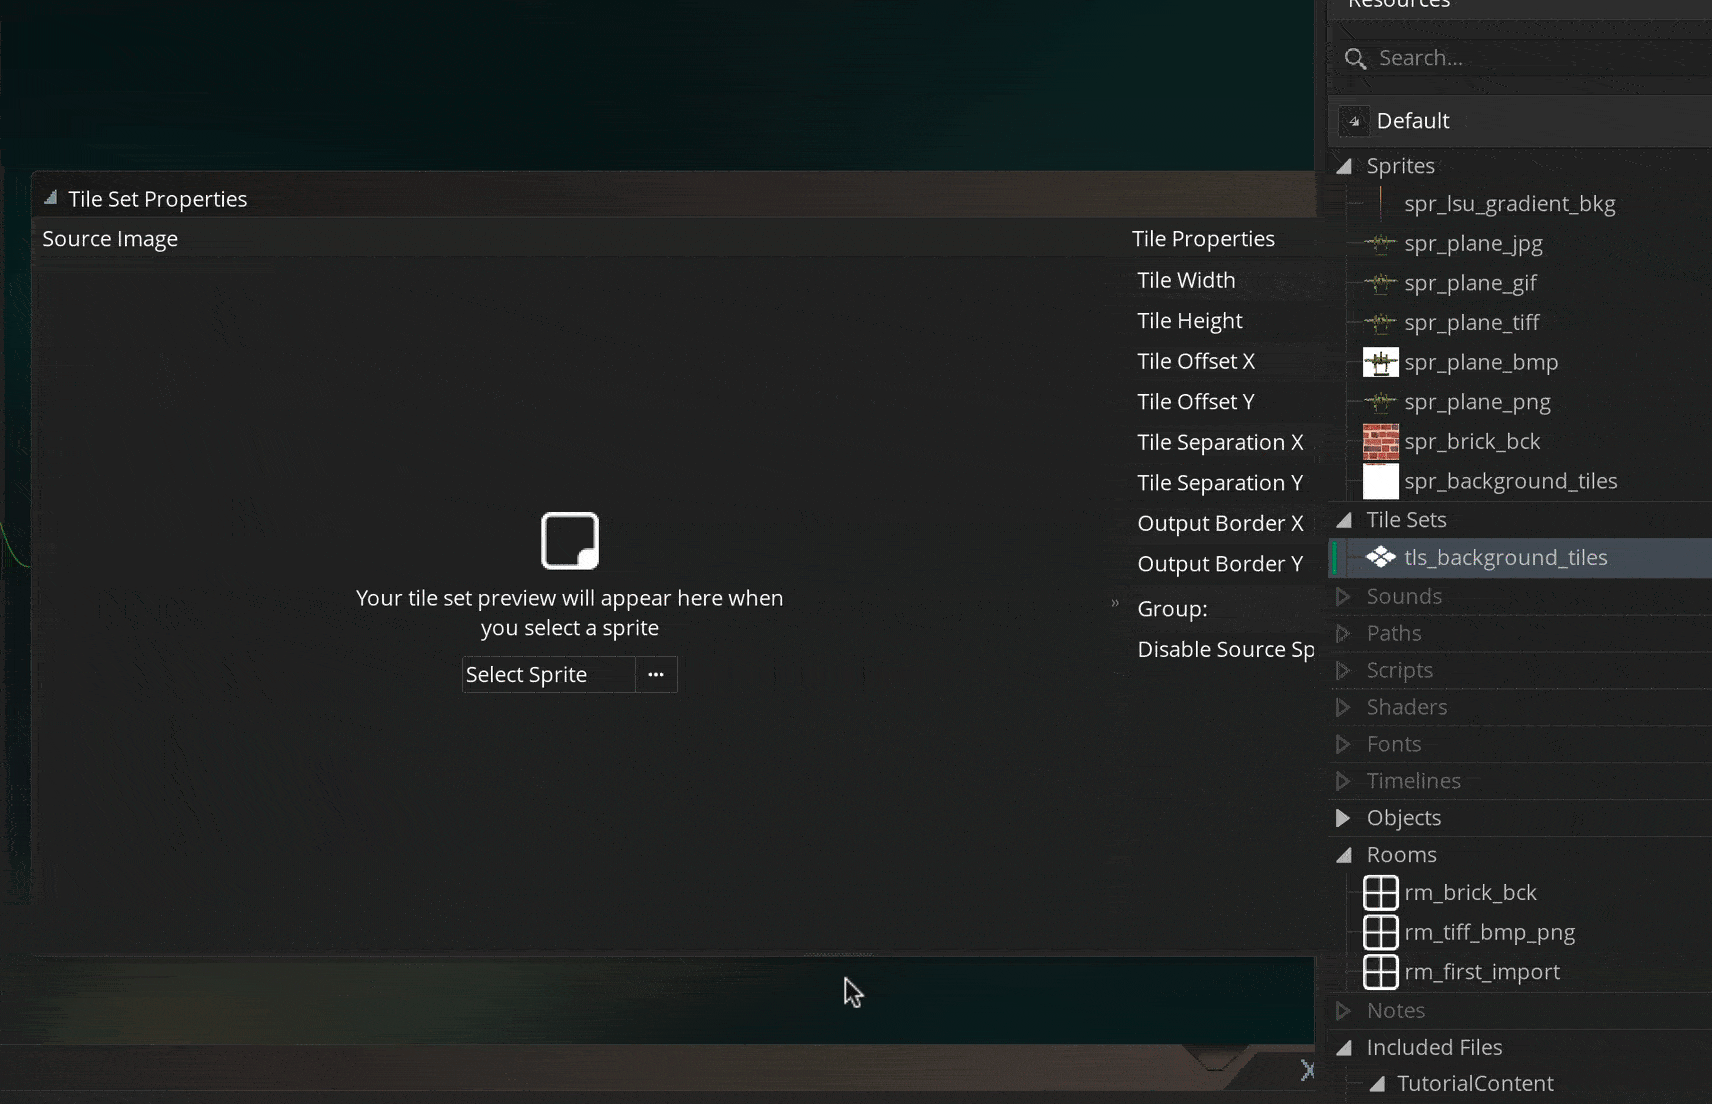 Resources
Search...
Default
Sprites
spr_lsu_gradient_bkg
spr_plane_jpg
spr_plane_gif
spr_plane_tiff
spr_plane_bmp
spr_plane_png
spr_brick_bck
spr_background_tiles
Tile Sets
tls_background_tiles
Sounds
Paths
Scripts
Shaders
Fonts
Timelines
Objects
Rooms
rm_brick_bck
rm_tiff_bmp_png
rm_first_import
Notes
Included Files
TutorialContent
Tile Set Properties
Source Image
Your tile set preview will appear here when
you select a sprite
Select Sprite ...
Tile Properties
Tile Width
Tile Height
Tile Offset X
Tile Offset Y
Tile Separation X
Tile Separation Y
Output Border X
Output Border Y
» Group:
Disable Source Sp